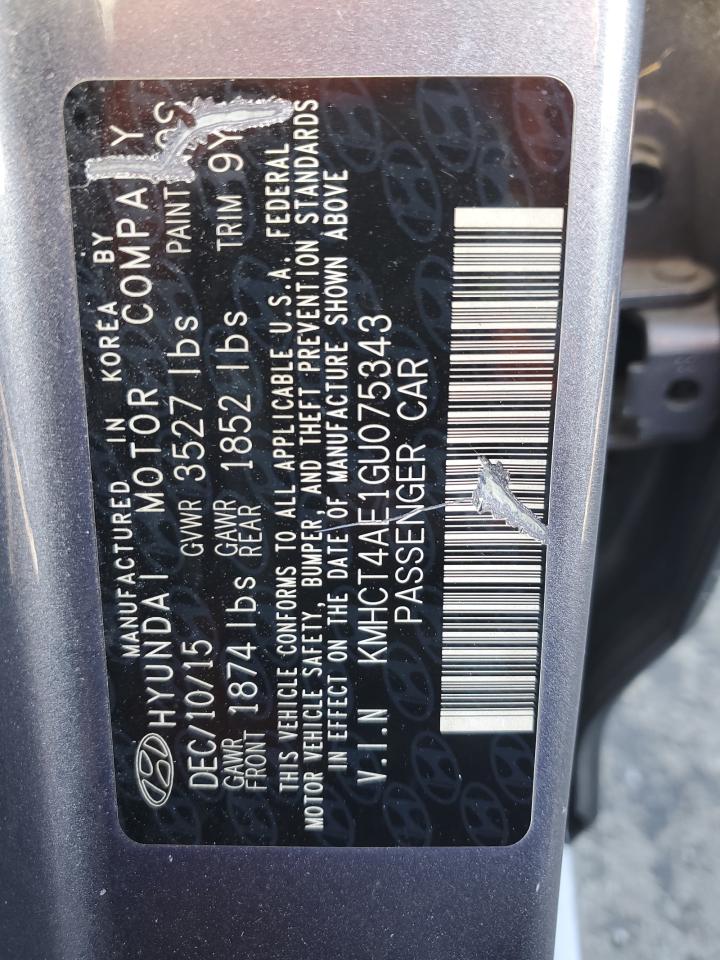 MANUFACTURED IN KOREA BY
HYUNDAI MOTOR
DEC/10/15 GVWR 3527 lbs PAINT
GAWR FRONT 1874 lbs GAWR REAR 1852 lbs TRIM 9Y
THIS VEHICLE CONFORMS TO ALL APPLICABLE U.S.A. FEDERAL
MOTOR VEHICLE SAFETY, BUMPER, AND THEFT PREVENTION STANDARDS
IN EFFECT ON THE DATE OF MANUFACTURE SHOWN ABOVE
V.I.N KMHCT4AE1GU075343
PASSENGER CAR